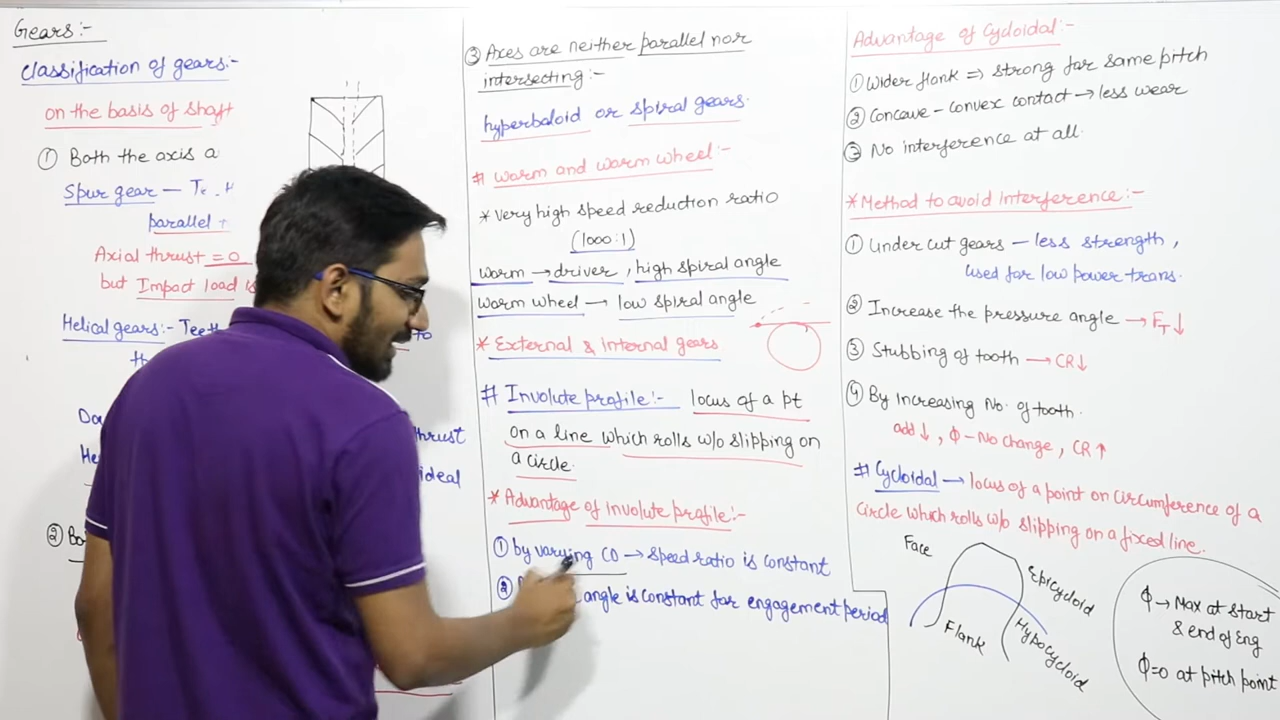 Gears:-
Classification of gears:-
on the basis of shaft
① Both the axis a
Spur gear — Te
parallel
Axial thrust = 0
but Impact load is
Helical gears:- Teeth to
th
thrust
He ideal
②
③ Axes are neither parallel nor
intersecting:-
hyperbaloid or spiral gears.
# Worm and worm wheel:-
* Very high speed reduction ratio
(1000:1)
Worm → driver, high spiral angle
Worm wheel → low spiral angle
* External & Internal gears
# Involute profile:- locus of a pt
on a line which rolls w/o slipping on
a circle.
* Advantage of involute profile:-
① by varying CD → speed ratio is constant
② angle is constant for engagement period
Advantage of Cycloidal:-
① Wider flank ⇒ strong for same pitch
② Concave - convex contact → less wear
③ No interference at all.
* Method to avoid interference:-
① Under cut gears — less strength,
used for low power trans.
② Increase the pressure angle → F_T↓
③ Stubbing of tooth → CR↓
④ By increasing No. of tooth.
add↓, ϕ – No change, CR↑
# Cycloidal → locus of a point on circumference of a
circle which rolls w/o slipping on a fixed line.
Face
Epicycloid
Flank
Hypocycloid
ϕ → Max at start
& end of Eng
ϕ=0 at pitch point